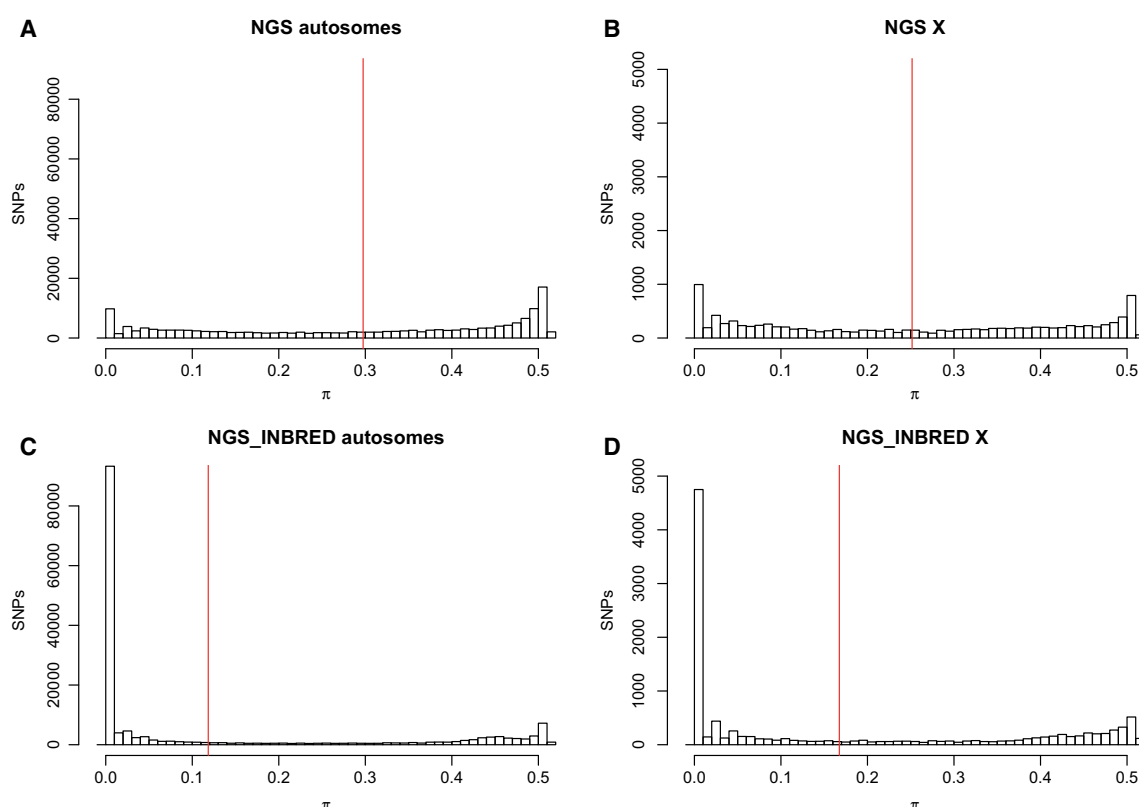 A
NGS autosomes
SNPs
80000
60000
40000
20000
0
0.0 0.1 0.2 0.3 0.4 0.5
π
B
NGS X
SNPs
5000
4000
3000
2000
1000
0
0.0 0.1 0.2 0.3 0.4 0.5
π
C
NGS_INBRED autosomes
SNPs
80000
60000
40000
20000
0
0.0 0.1 0.2 0.3 0.4 0.5
π
D
NGS_INBRED X
SNPs
5000
4000
3000
2000
1000
0
0.0 0.1 0.2 0.3 0.4 0.5
π